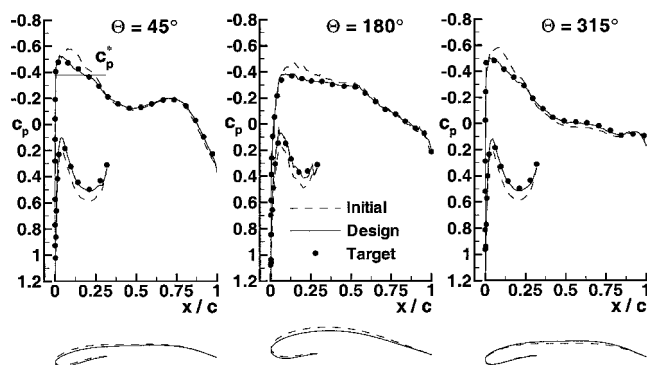 Θ = 45°
Θ = 180°
Θ = 315°
-0.8
-0.6
-0.4
-0.2
0
0.2
0.4
0.6
0.8
1
1.2
c_p
c_p^*
0 0.25 0.5 0.75 1
x / c
-0.8
-0.6
-0.4
-0.2
0
0.2
0.4
0.6
0.8
1
1.2
c_p
Initial
Design
Target
0 0.25 0.5 0.75 1
x / c
-0.8
-0.6
-0.4
-0.2
0
0.2
0.4
0.6
0.8
1
1.2
c_p
0 0.25 0.5 0.75 1
x / c